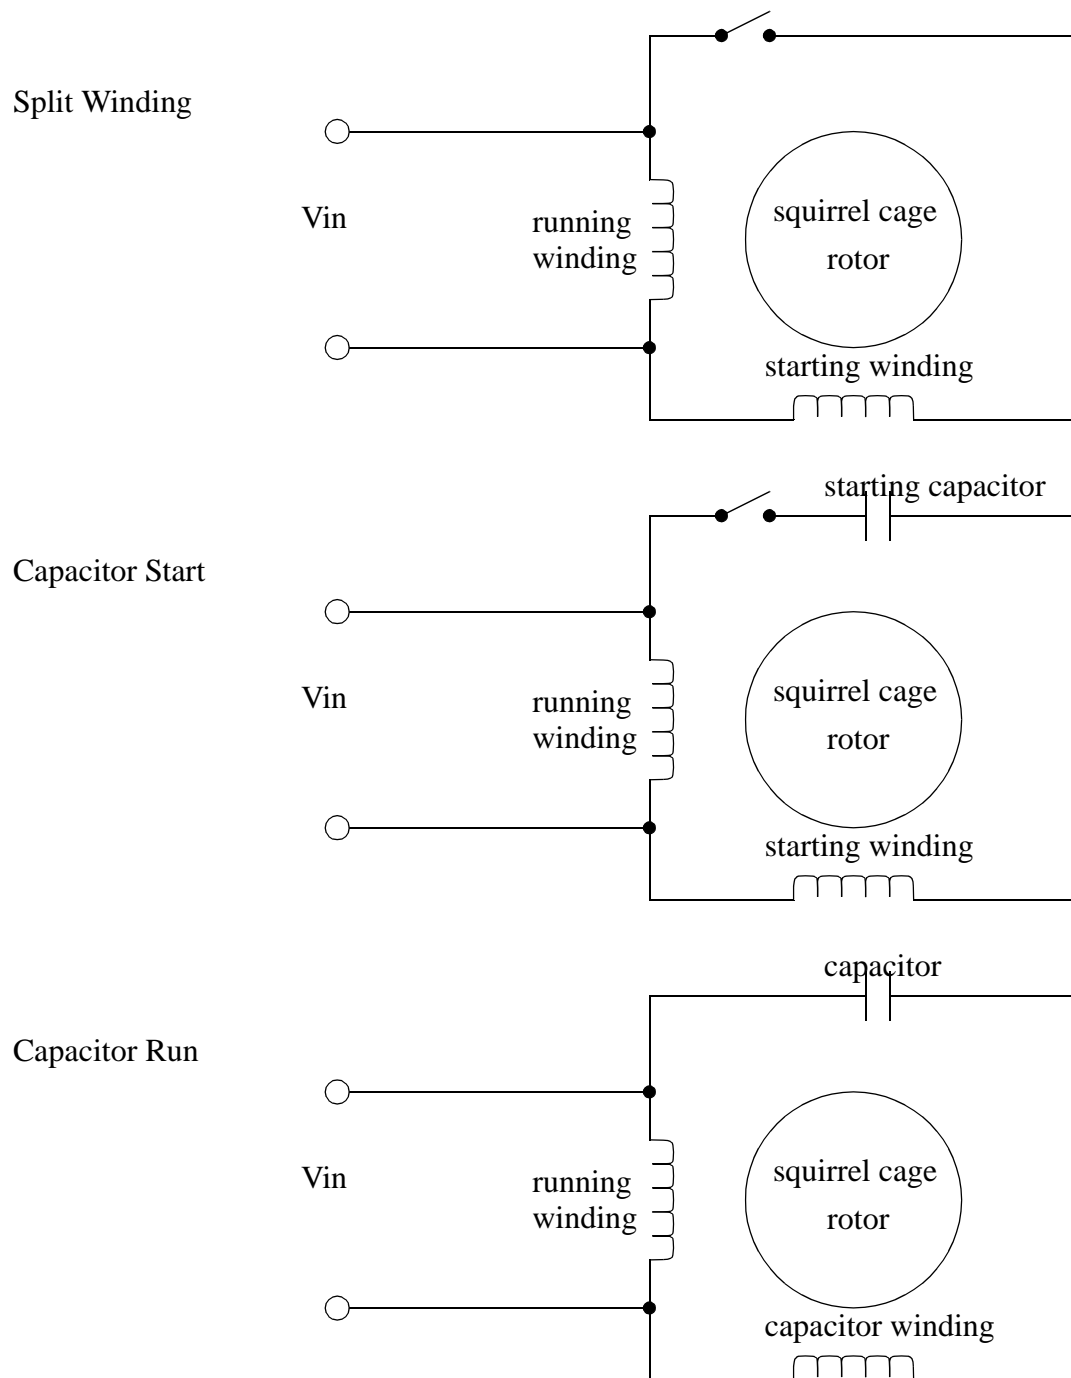 Split Winding
Vin
running
winding
squirrel cage
rotor
starting winding
starting capacitor
Capacitor Start
Vin
running
winding
squirrel cage
rotor
starting winding
capacitor
Capacitor Run
Vin
running
winding
squirrel cage
rotor
capacitor winding